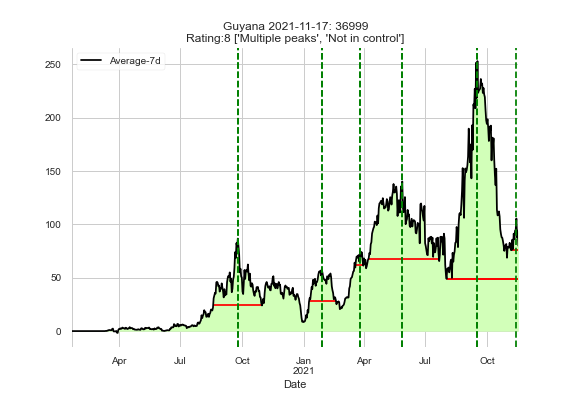 Guyana 2021-11-17: 36999
Rating:8 ['Multiple peaks', 'Not in control']
Average-7d
250
200
150
100
50
0
Apr
Jul
Oct
Jan
2021
Apr
Jul
Oct
Date